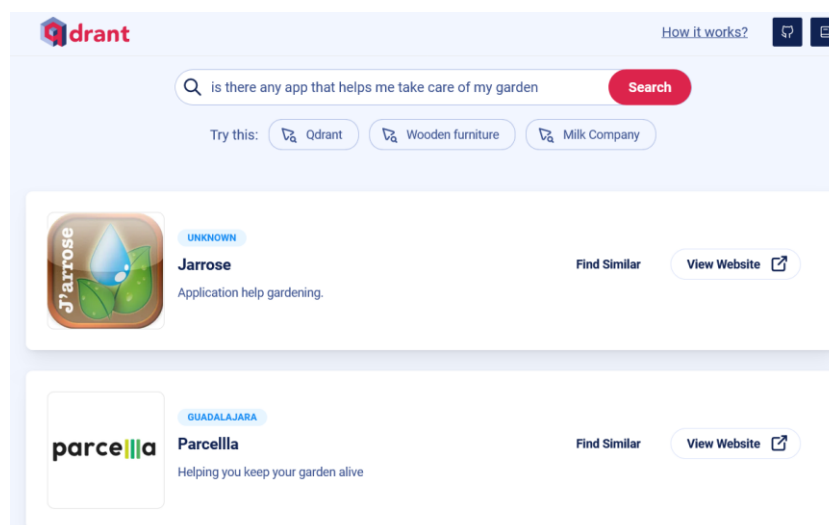 qdrant
How it works?
is there any app that helps me take care of my garden
Search
Try this:
Qdrant
Wooden furniture
Milk Company
J'arrose
UNKNOWN
Jarrose
Application help gardening.
Find Similar
View Website
parcellla
GUADALAJARA
Parcellla
Helping you keep your garden alive
Find Similar
View Website